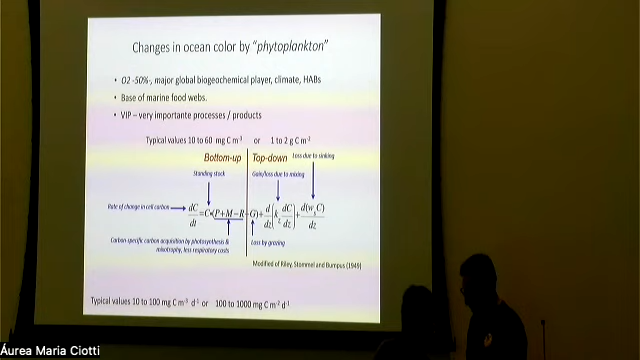 Changes in ocean color by "phytoplankton"
• O2 -50%-, major global biogeochemical player, climate, HABs
• Base of marine food webs.
• VIP – very importante processes / products
Typical values 10 to 60 mg C m⁻³ or 1 to 2 g C m⁻²
Bottom-up Top-down Loss due to sinking
Standing stock Gain/loss due to mixing
Rate of change in cell carbon dC/dt = C•(P+M−R−G)+d/dz(k_z dC/dz)+d(w_s C)/dz
Carbon-specific carbon acquisition by photosynthesis &
mixotrophy, less respiratory costs
Loss by grazing
Modified of Riley, Stommel and Bumpus (1949)
Typical values 10 to 100 mg C m⁻³ d⁻¹ or 100 to 1000 mg C m⁻² d⁻¹
Áurea Maria Ciotti